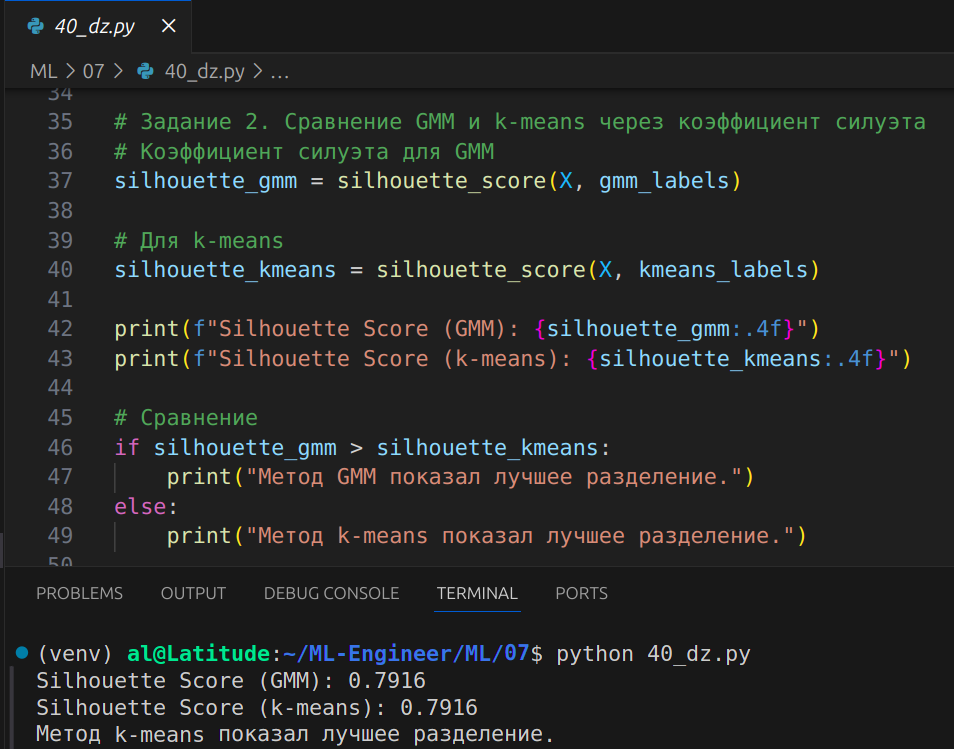 40_dz.py ×
ML > 07 > 40_dz.py > ...
34
35 # Задание 2. Сравнение GMM и k-means через коэффициент силуэта
36 # Коэффициент силуэта для GMM
37 silhouette_gmm = silhouette_score(X, gmm_labels)
38
39 # Для k-means
40 silhouette_kmeans = silhouette_score(X, kmeans_labels)
41
42 print(f"Silhouette Score (GMM): {silhouette_gmm:.4f}")
43 print(f"Silhouette Score (k-means): {silhouette_kmeans:.4f}")
44
45 # Сравнение
46 if silhouette_gmm > silhouette_kmeans:
47     print("Метод GMM показал лучшее разделение.")
48 else:
49     print("Метод k-means показал лучшее разделение.")
50
PROBLEMS OUTPUT DEBUG CONSOLE TERMINAL PORTS
(venv) al@Latitude:~/ML-Engineer/ML/07$ python 40_dz.py
Silhouette Score (GMM): 0.7916
Silhouette Score (k-means): 0.7916
Метод k-means показал лучшее разделение.